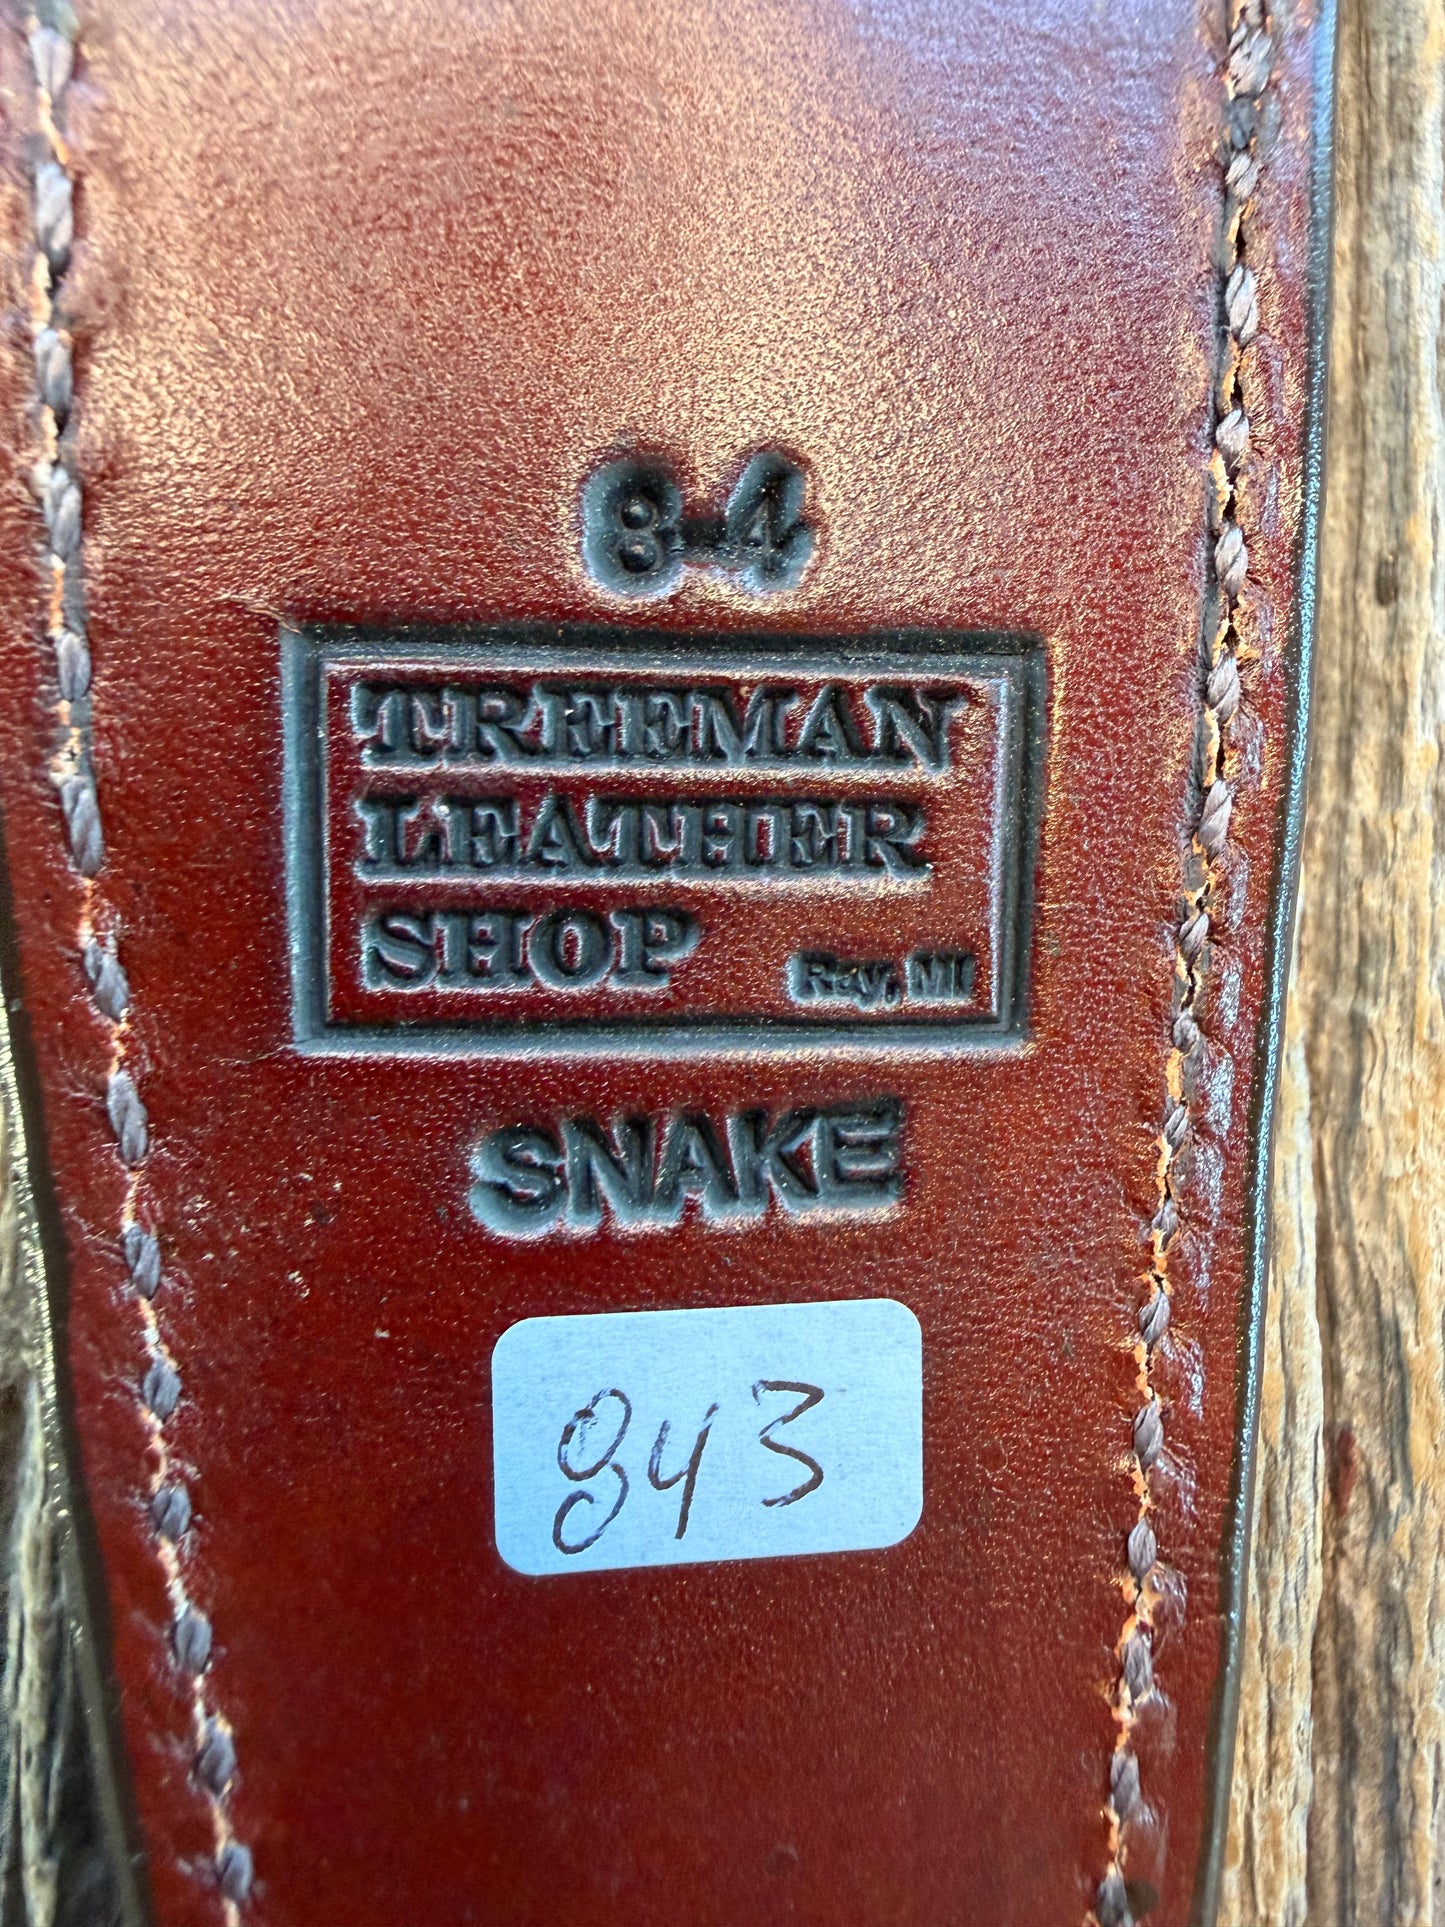 8-4
TREEMAN
LEATHER
SHOP Ray, MI
SNAKE
843